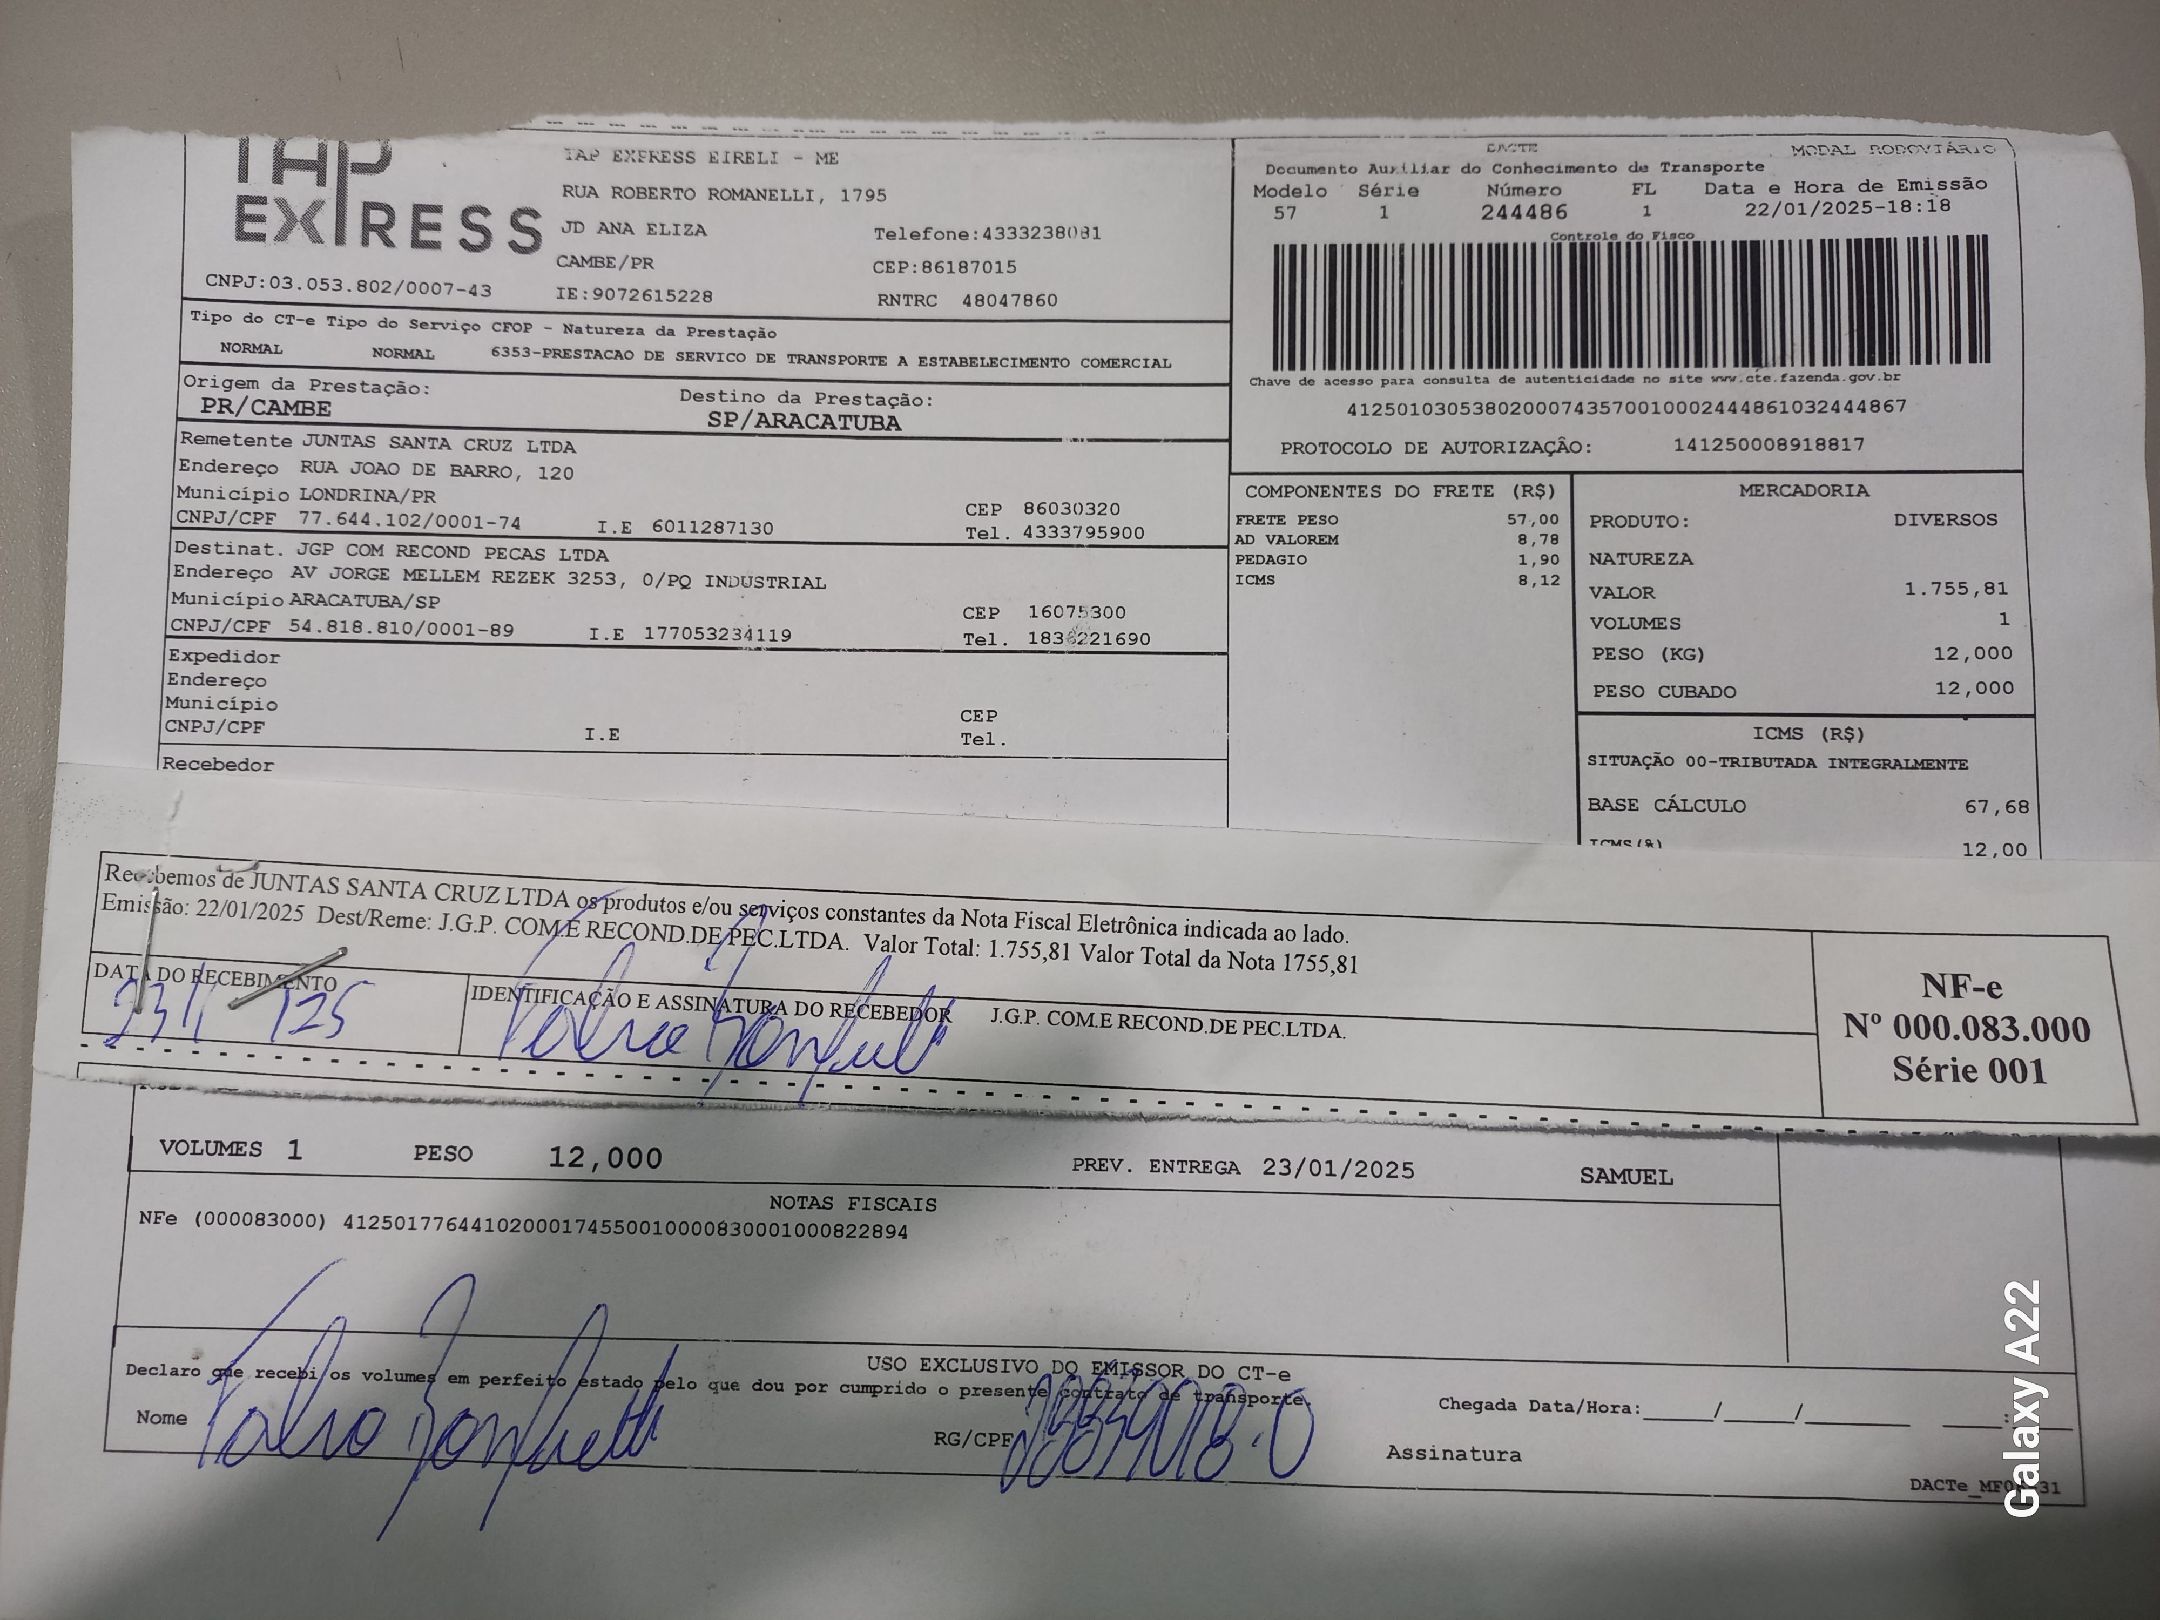 TAP EXPRESS
TAP EXPRESS EIRELI - ME
RUA ROBERTO ROMANELLI, 1795
JD ANA ELIZA Telefone:4333238081
CAMBE/PR CEP:86187015
CNPJ:03.053.802/0007-43 IE:9072615228 RNTRC 48047860
DACTE MODAL RODOVIÁRIO
Documento Auxiliar do Conhecimento de Transporte
Modelo Série Número FL Data e Hora de Emissão
57 1 244486 1 22/01/2025-18:18
Controle do Fisco
Chave de acesso para consulta de autenticidade no site www.cte.fazenda.gov.br
41250103053802000743570010002444861032444867
PROTOCOLO DE AUTORIZAÇÂO: 141250008918817
Tipo do CT-e Tipo do Serviço CFOP - Natureza da Prestação
NORMAL NORMAL 6353-PRESTACAO DE SERVICO DE TRANSPORTE A ESTABELECIMENTO COMERCIAL
Origem da Prestação: Destino da Prestação:
PR/CAMBE SP/ARACATUBA
Remetente JUNTAS SANTA CRUZ LTDA
Endereço RUA JOAO DE BARRO, 120
Município LONDRINA/PR CEP 86030320
CNPJ/CPF 77.644.102/0001-74 I.E 6011287130 Tel. 4333795900
Destinat. JGP COM RECOND PECAS LTDA
Endereço AV JORGE MELLEM REZEK 3253, 0/PQ INDUSTRIAL
Município ARACATUBA/SP CEP 16075300
CNPJ/CPF 54.818.810/0001-89 I.E 177053234119 Tel. 1836221690
Expedidor
Endereço
Município CEP
CNPJ/CPF I.E Tel.
Recebedor
COMPONENTES DO FRETE (R$)
FRETE PESO 57,00
AD VALOREM 8,78
PEDAGIO 1,90
ICMS 8,12
MERCADORIA
PRODUTO: DIVERSOS
NATUREZA
VALOR 1.755,81
VOLUMES 1
PESO (KG) 12,000
PESO CUBADO 12,000
ICMS (R$)
SITUAÇÃO 00-TRIBUTADA INTEGRALMENTE
BASE CÁLCULO 67,68
ICMS(%) 12,00
Recebemos de JUNTAS SANTA CRUZ LTDA os produtos e/ou serviços constantes da Nota Fiscal Eletrônica indicada ao lado.
Emissão: 22/01/2025 Dest/Reme: J.G.P. COM.E RECOND.DE PEC.LTDA. Valor Total: 1.755,81 Valor Total da Nota 1755,81
DATA DO RECEBIMENTO IDENTIFICAÇÃO E ASSINATURA DO RECEBEDOR J.G.P. COM.E RECOND.DE PEC.LTDA.
NF-e
Nº 000.083.000
Série 001
VOLUMES 1 PESO 12,000 PREV. ENTREGA 23/01/2025 SAMUEL
NOTAS FISCAIS
NFe (000083000) 41250177644102000174550010000830001000822894
USO EXCLUSIVO DO EMISSOR DO CT-e
Declaro que recebi os volumes em perfeito estado pelo que dou por cumprido o presente contrato de transporte.
Nome RG/CPF
Chegada Data/Hora:_____/_____/_______ ____:____
Assinatura
Galaxy A22